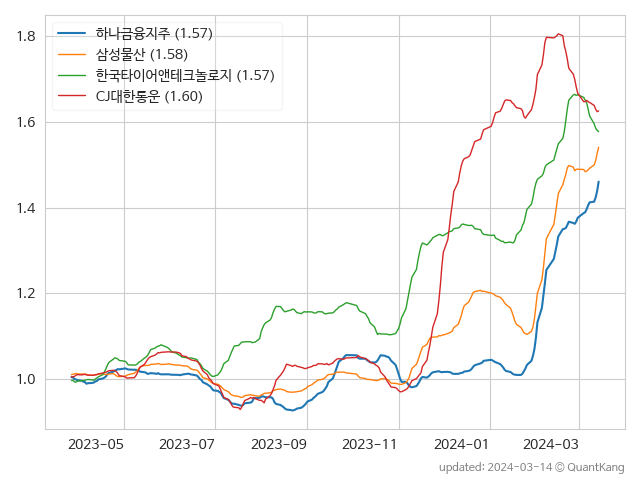 하나금융지주 (1.57)
삼성물산 (1.58)
한국타이어앤테크놀로지 (1.57)
CJ대한통운 (1.60)
1.8
1.6
1.4
1.2
1.0
2023-05 2023-07 2023-09 2023-11 2024-01 2024-03
updated: 2024-03-14 © QuantKang